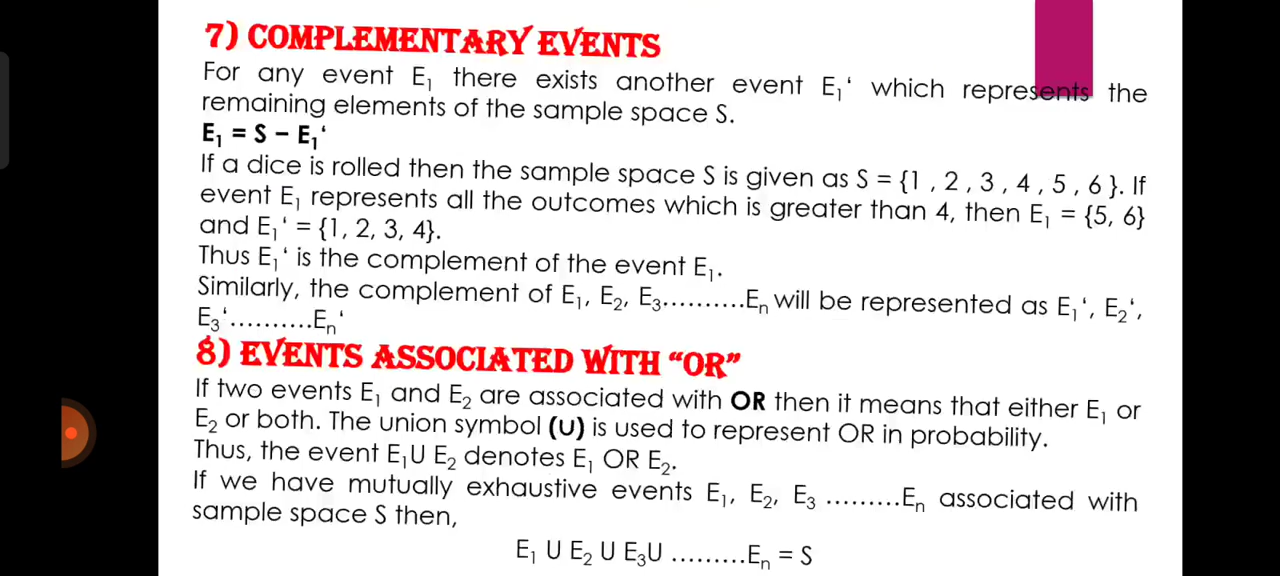 7) COMPLEMENTARY EVENTS
For any event E₁ there exists another event E₁‘ which represents the
remaining elements of the sample space S.
E₁ = S – E₁‘
If a dice is rolled then the sample space S is given as S = {1 , 2 , 3 , 4 , 5 , 6 }. If
event E₁ represents all the outcomes which is greater than 4, then E₁ = {5, 6}
and E₁‘ = {1, 2, 3, 4}.
Thus E₁‘ is the complement of the event E₁.
Similarly, the complement of E₁, E₂, E₃..........Eₙ will be represented as E₁‘, E₂‘,
E₃‘..........Eₙ‘
8) EVENTS ASSOCIATED WITH “OR”
If two events E₁ and E₂ are associated with OR then it means that either E₁ or
E₂ or both. The union symbol (∪) is used to represent OR in probability.
Thus, the event E₁U E₂ denotes E₁ OR E₂.
If we have mutually exhaustive events E₁, E₂, E₃ .........Eₙ associated with
sample space S then,
E₁ U E₂ U E₃U .........Eₙ = S